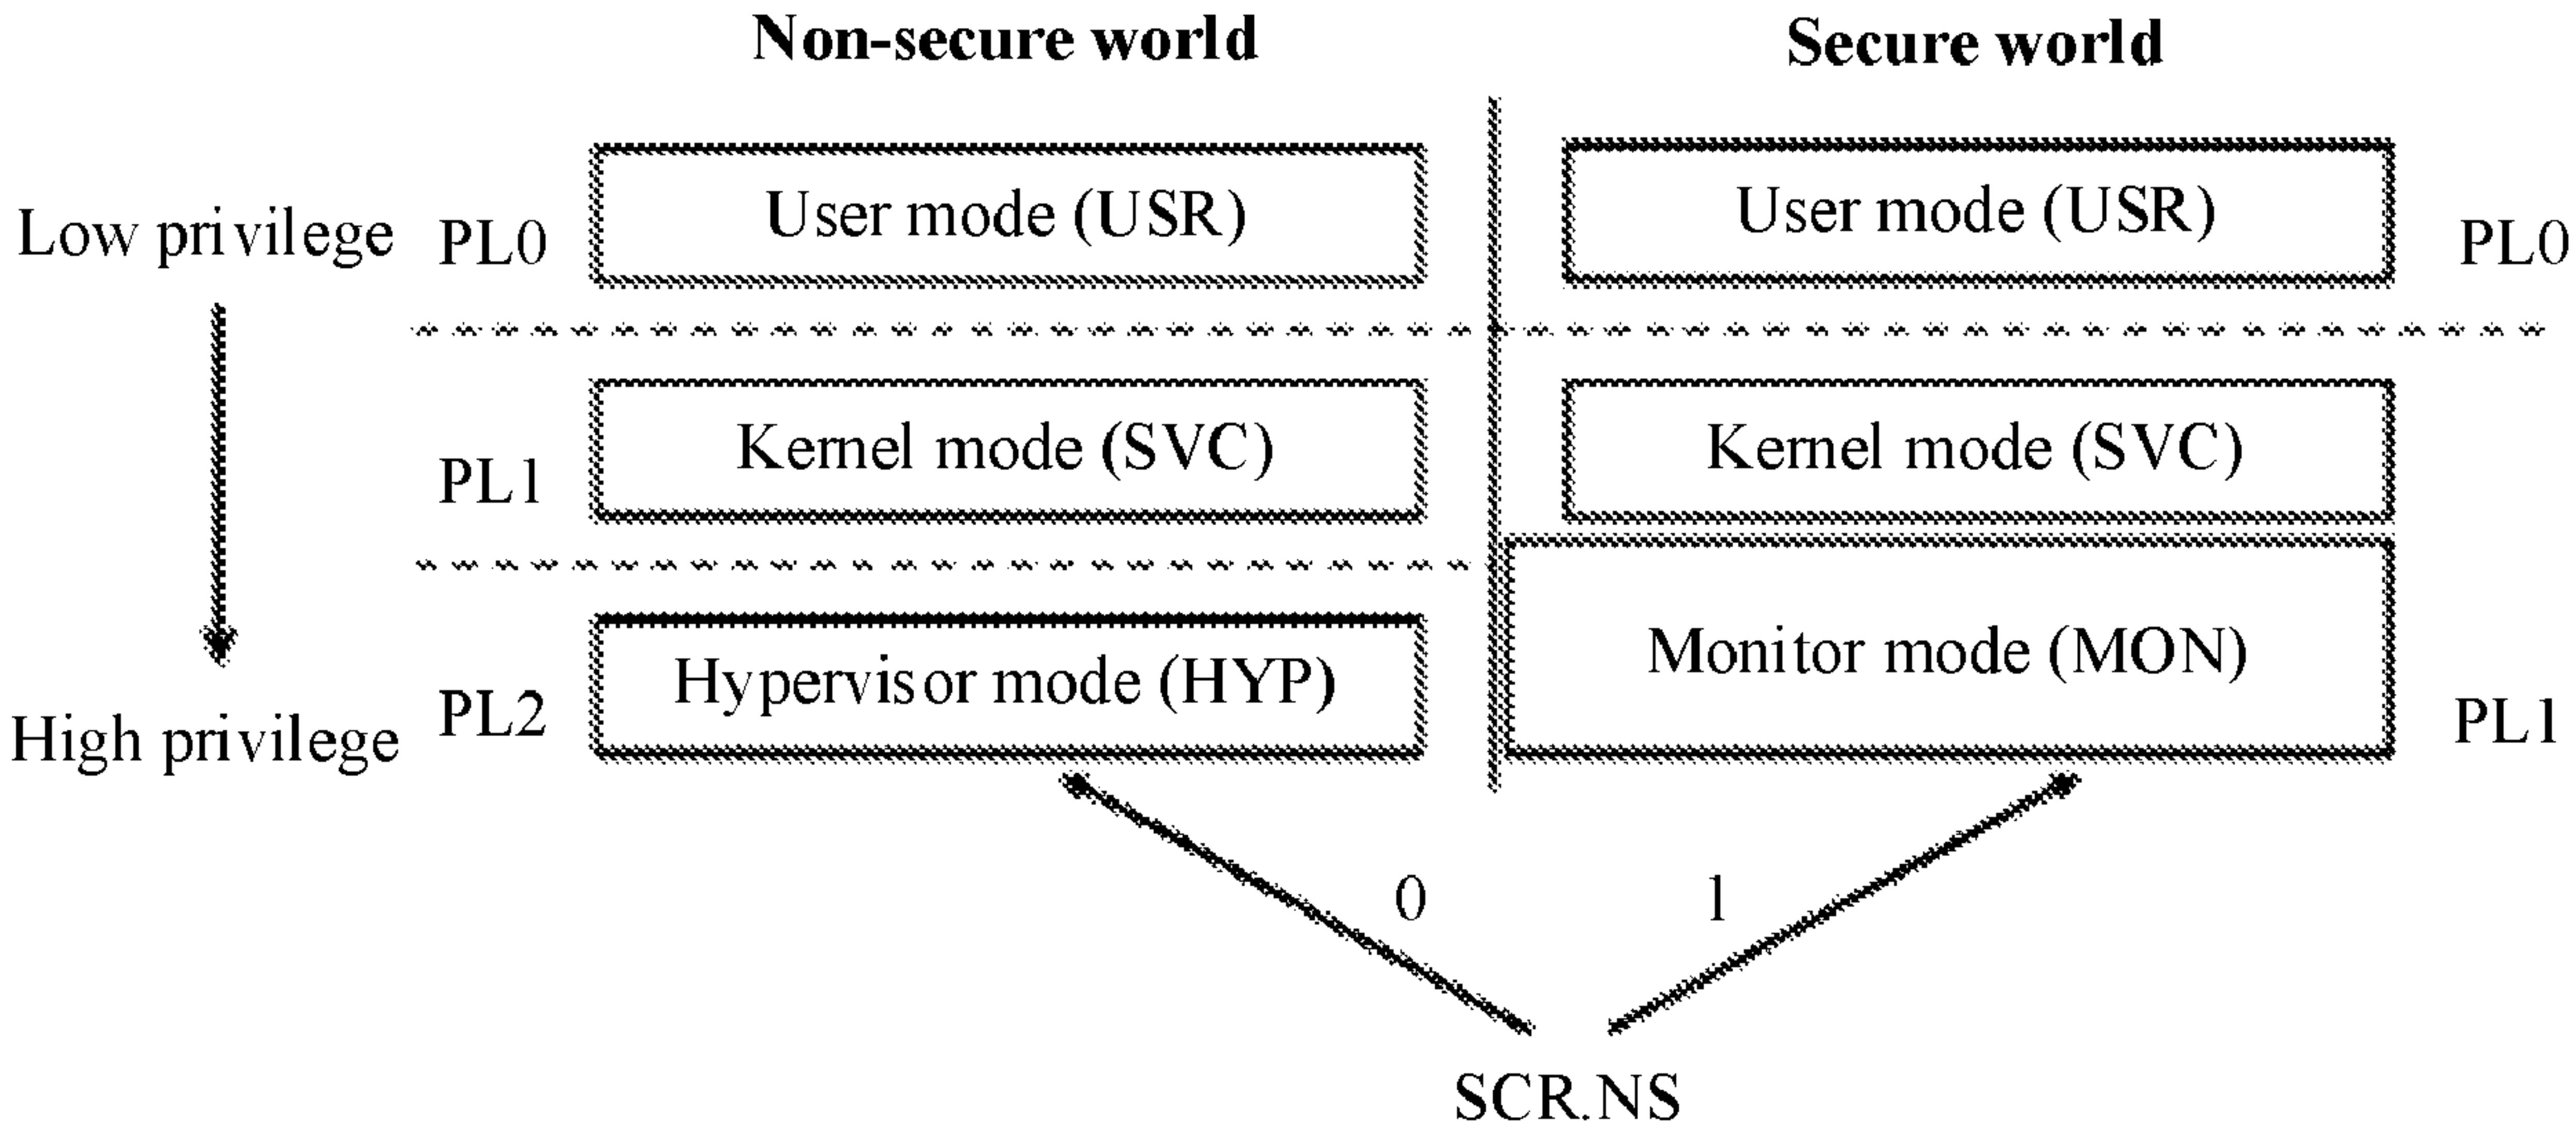 Non-secure world
Secure world
Low privilege
PL0
User mode (USR)
User mode (USR)
PL0
PL1
Kernel mode (SVC)
Kernel mode (SVC)
High privilege
PL2
Hypervisor mode (HYP)
Monitor mode (MON)
PL1
0
1
SCR.NS